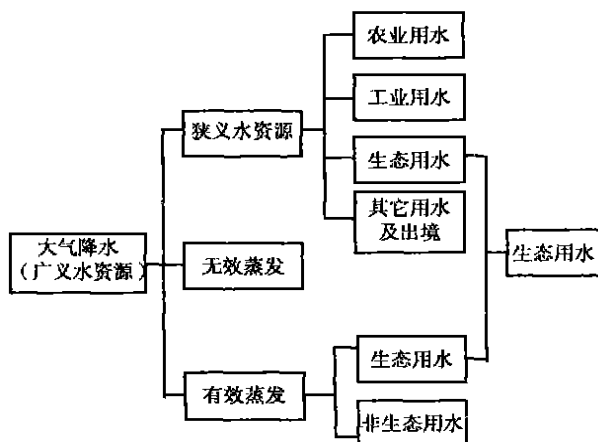 农业用水
工业用水
狭义水资源
生态用水
其它用水
及出境
大气降水
(广义水资源)
无效蒸发
生态用水
生态用水
有效蒸发
非生态用水